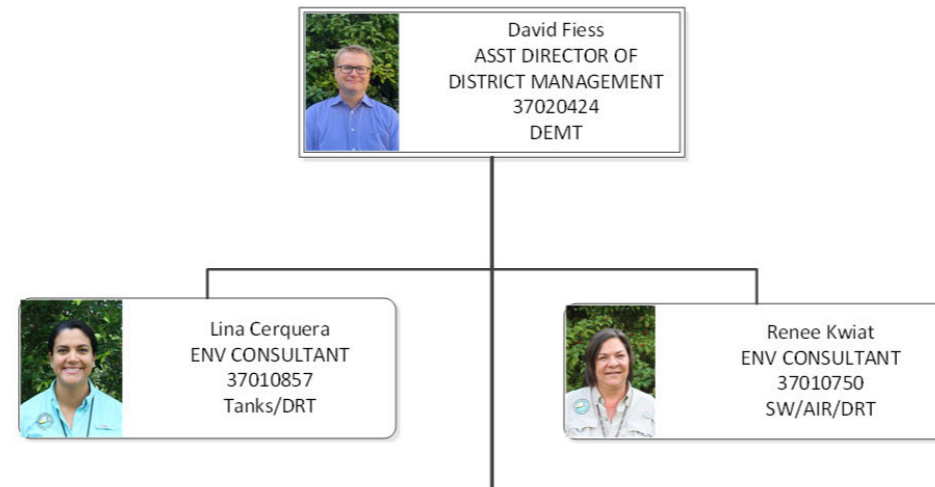 David Fiess
ASST DIRECTOR OF
DISTRICT MANAGEMENT
37020424
DEMT
Lina Cerquera
ENV CONSULTANT
37010857
Tanks/DRT
Renee Kwiat
ENV CONSULTANT
37010750
SW/AIR/DRT